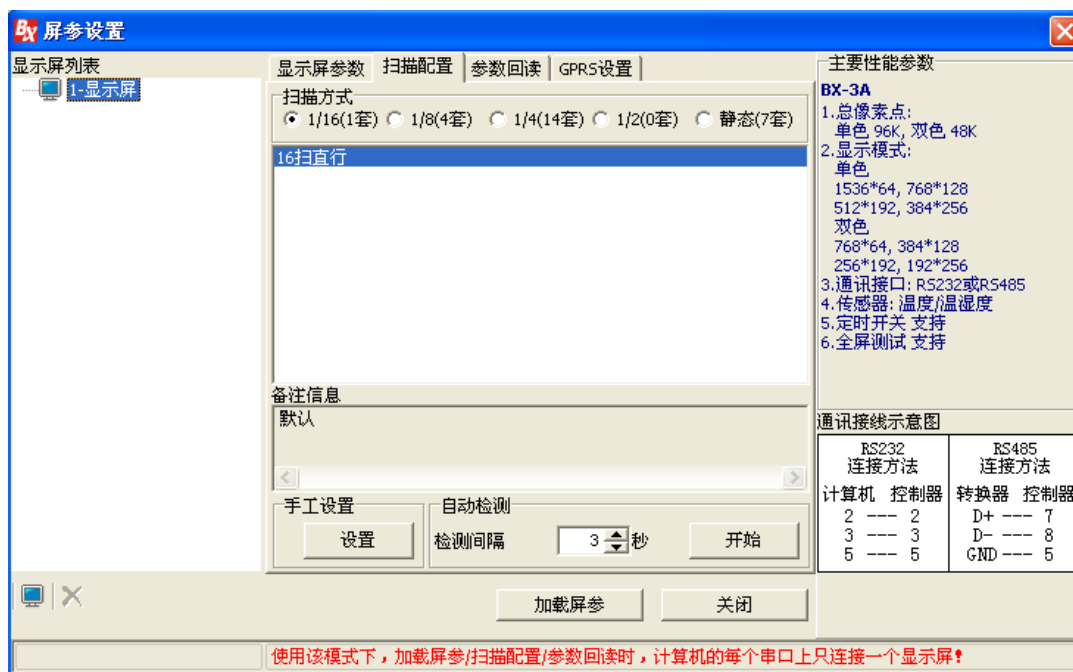 BX 屏参设置
显示屏列表
1-显示屏
显示屏参数 扫描配置 参数回读 GPRS设置
扫描方式
1/16(1套) 1/8(4套) 1/4(14套) 1/2(0套) 静态(7套)
16扫直行
备注信息
默认
手工设置
设置
自动检测
检测间隔 3 秒 开始
加载屏参 关闭
主要性能参数
BX-3A
1.总像素点:
单色 96K, 双色 48K
2.显示模式:
单色
1536*64, 768*128
512*192, 384*256
双色
768*64, 384*128
256*192, 192*256
3.通讯接口: RS232或RS485
4.传感器: 温度/温湿度
5.定时开关 支持
6.全屏测试 支持
通讯接线示意图
RS232
连接方法
计算机 控制器
2 --- 2
3 --- 3
5 --- 5
RS485
连接方法
转换器 控制器
D+ --- 7
D- --- 8
GND --- 5
使用该模式下，加载屏参/扫描配置/参数回读时，计算机的每个串口上只连接一个显示屏！